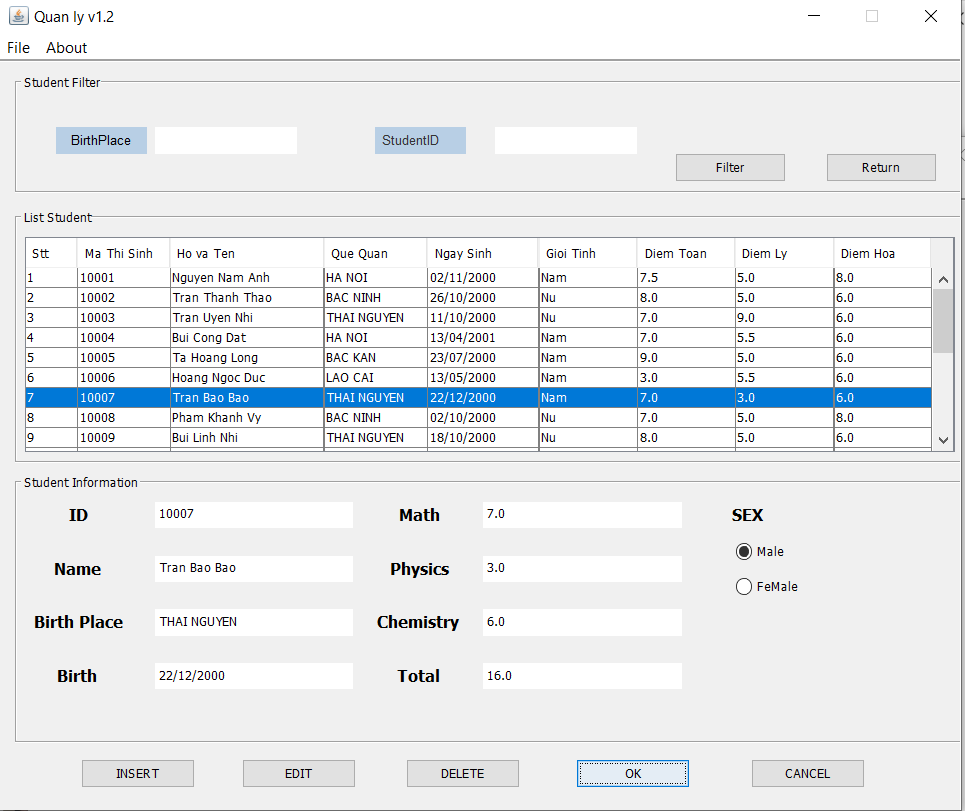 Quan ly v1.2
File About
Student Filter
BirthPlace StudentID
Filter Return
List Student
Stt Ma Thi Sinh Ho va Ten Que Quan Ngay Sinh Gioi Tinh Diem Toan Diem Ly Diem Hoa
1 10001 Nguyen Nam Anh HA NOI 02/11/2000 Nam 7.5 5.0 8.0
2 10002 Tran Thanh Thao BAC NINH 26/10/2000 Nu 8.0 5.0 6.0
3 10003 Tran Uyen Nhi THAI NGUYEN 11/10/2000 Nu 7.0 9.0 6.0
4 10004 Bui Cong Dat HA NOI 13/04/2001 Nam 7.0 5.5 6.0
5 10005 Ta Hoang Long BAC KAN 23/07/2000 Nam 9.0 5.0 6.0
6 10006 Hoang Ngoc Duc LAO CAI 13/05/2000 Nam 3.0 5.5 6.0
7 10007 Tran Bao Bao THAI NGUYEN 22/12/2000 Nam 7.0 3.0 6.0
8 10008 Pham Khanh Vy BAC NINH 02/10/2000 Nu 7.0 5.0 8.0
9 10009 Bui Linh Nhi THAI NGUYEN 18/10/2000 Nu 8.0 5.0 6.0
Student Information
ID 10007 Math 7.0 SEX
Male
Name Tran Bao Bao Physics 3.0
FeMale
Birth Place THAI NGUYEN Chemistry 6.0
Birth 22/12/2000 Total 16.0
INSERT EDIT DELETE OK CANCEL